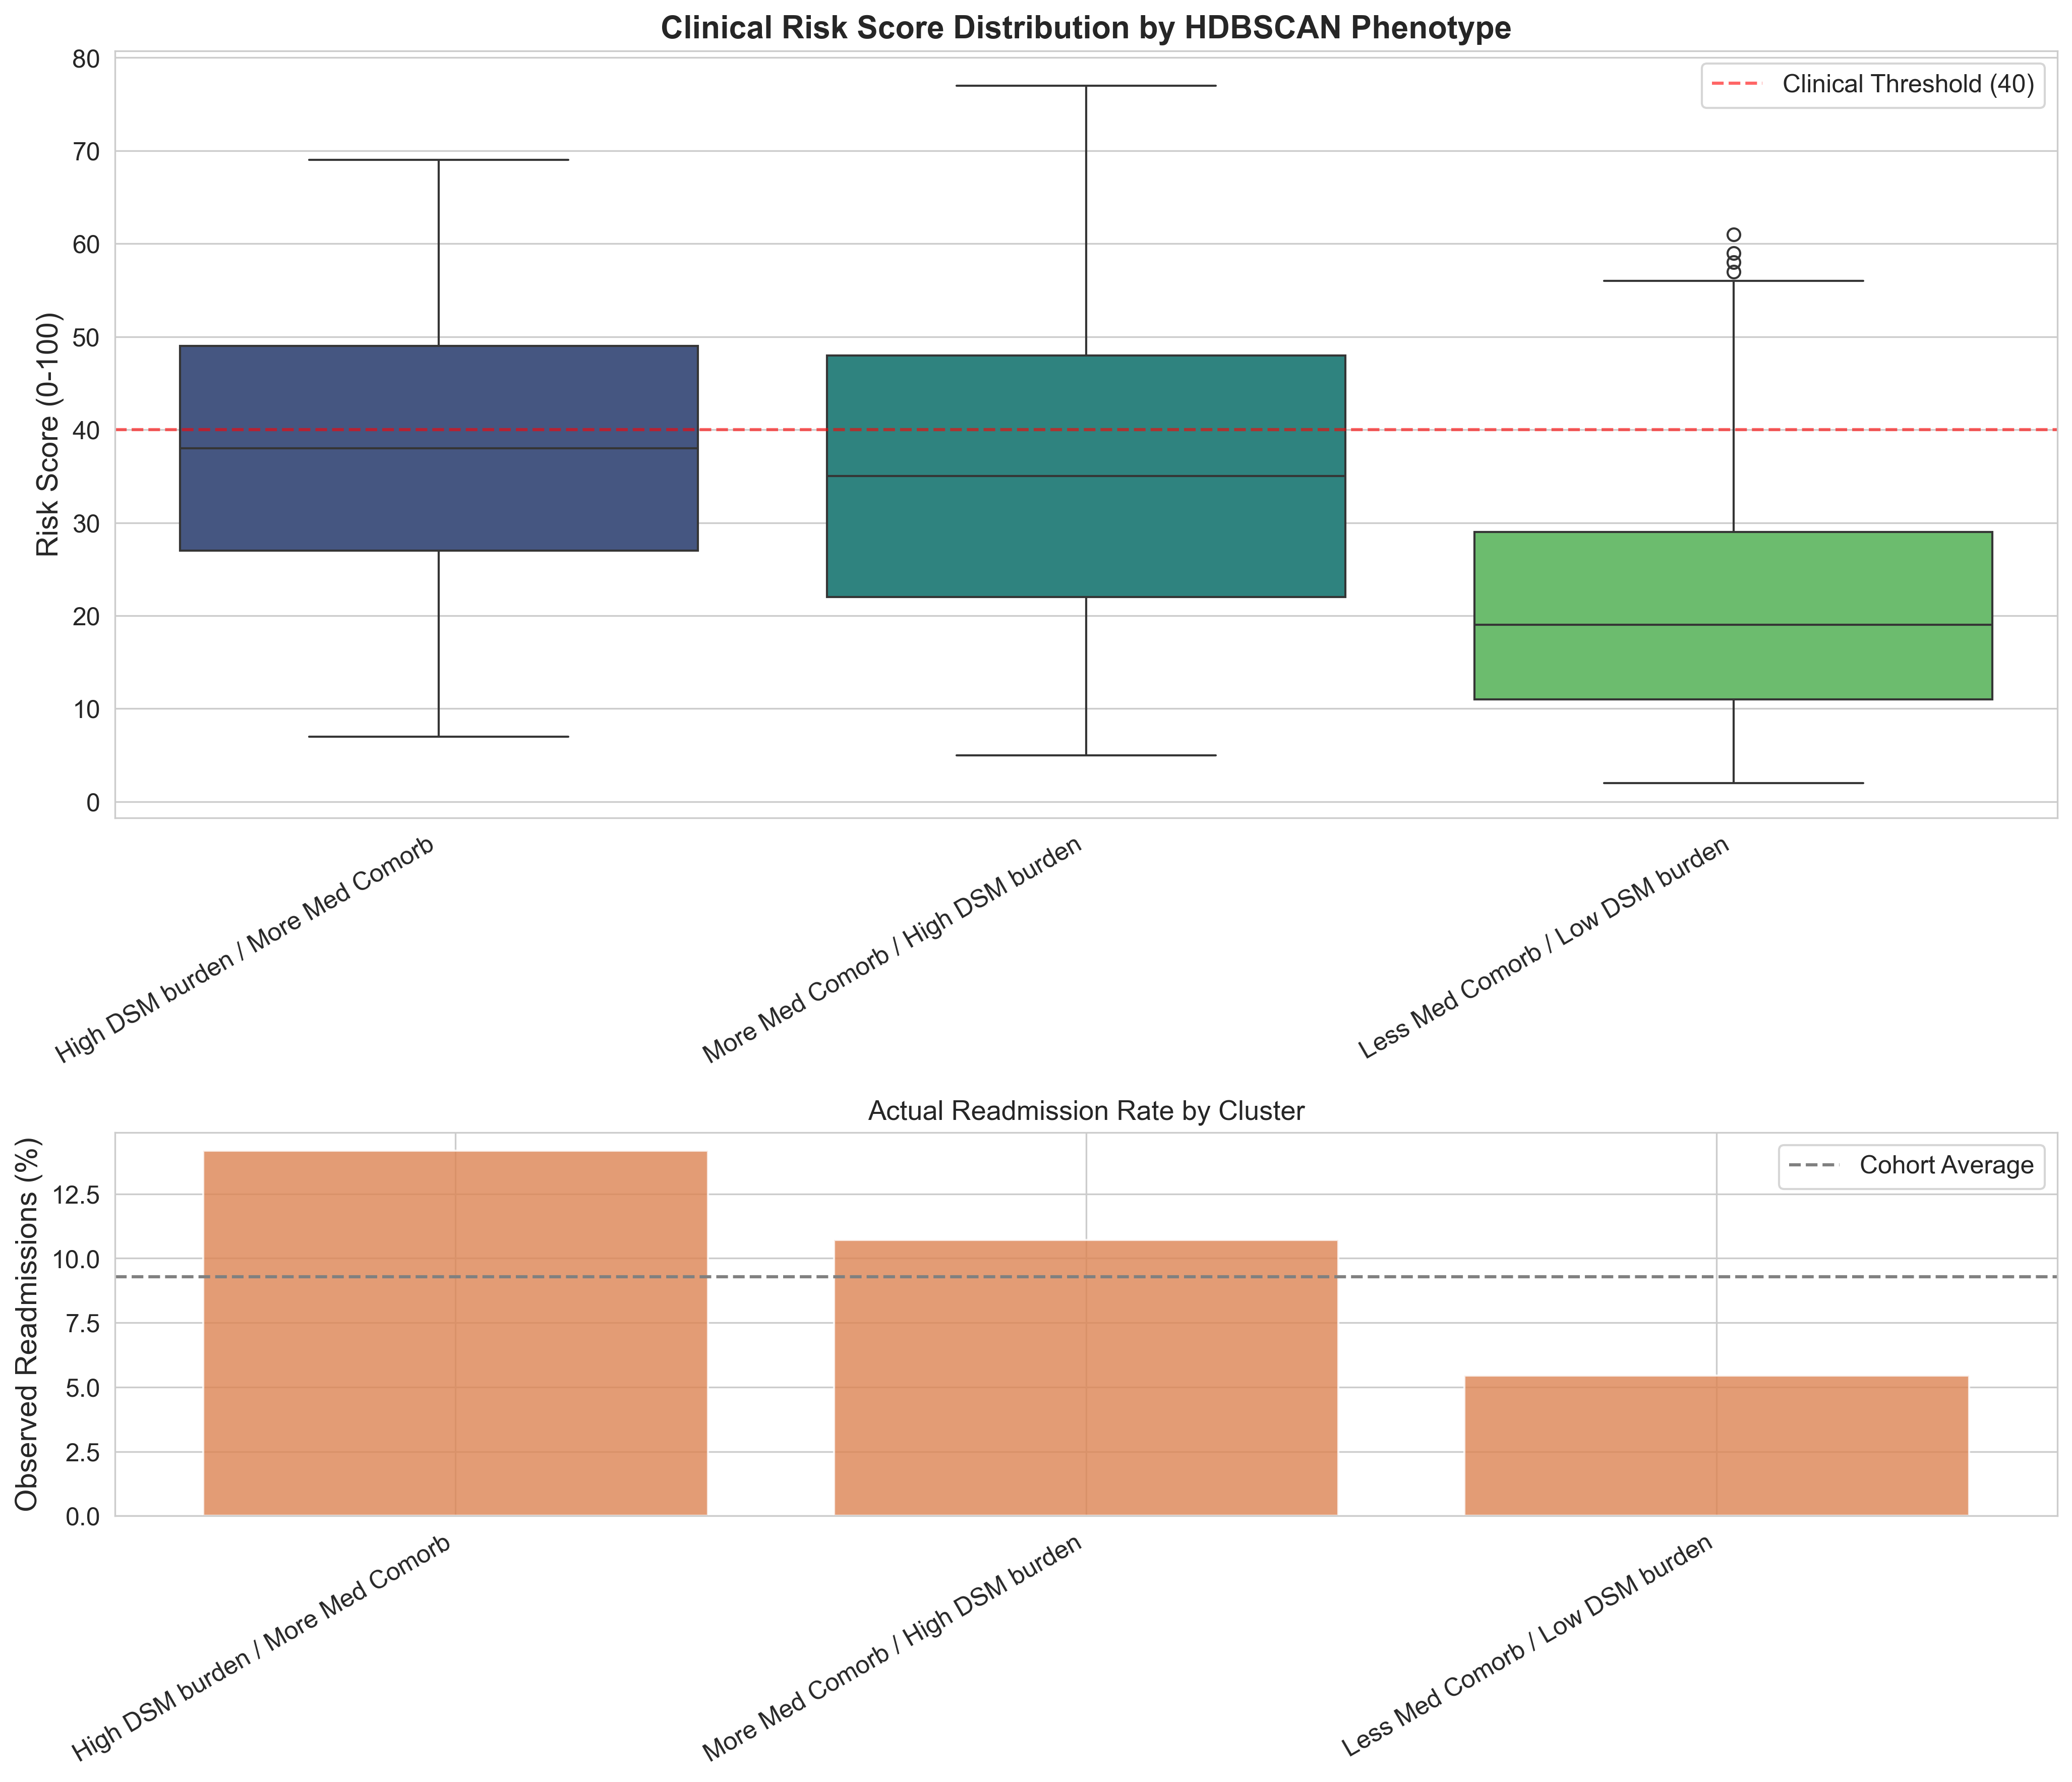 Clinical Risk Score Distribution by HDBSCAN Phenotype
Clinical Threshold (40)
Risk Score (0-100)
80
70
60
50
40
30
20
10
0
High DSM burden / More Med Comorb
More Med Comorb / High DSM burden
Less Med Comorb / Low DSM burden
Actual Readmission Rate by Cluster
Cohort Average
Observed Readmissions (%)
12.5
10.0
7.5
5.0
2.5
0.0
High DSM burden / More Med Comorb
More Med Comorb / High DSM burden
Less Med Comorb / Low DSM burden